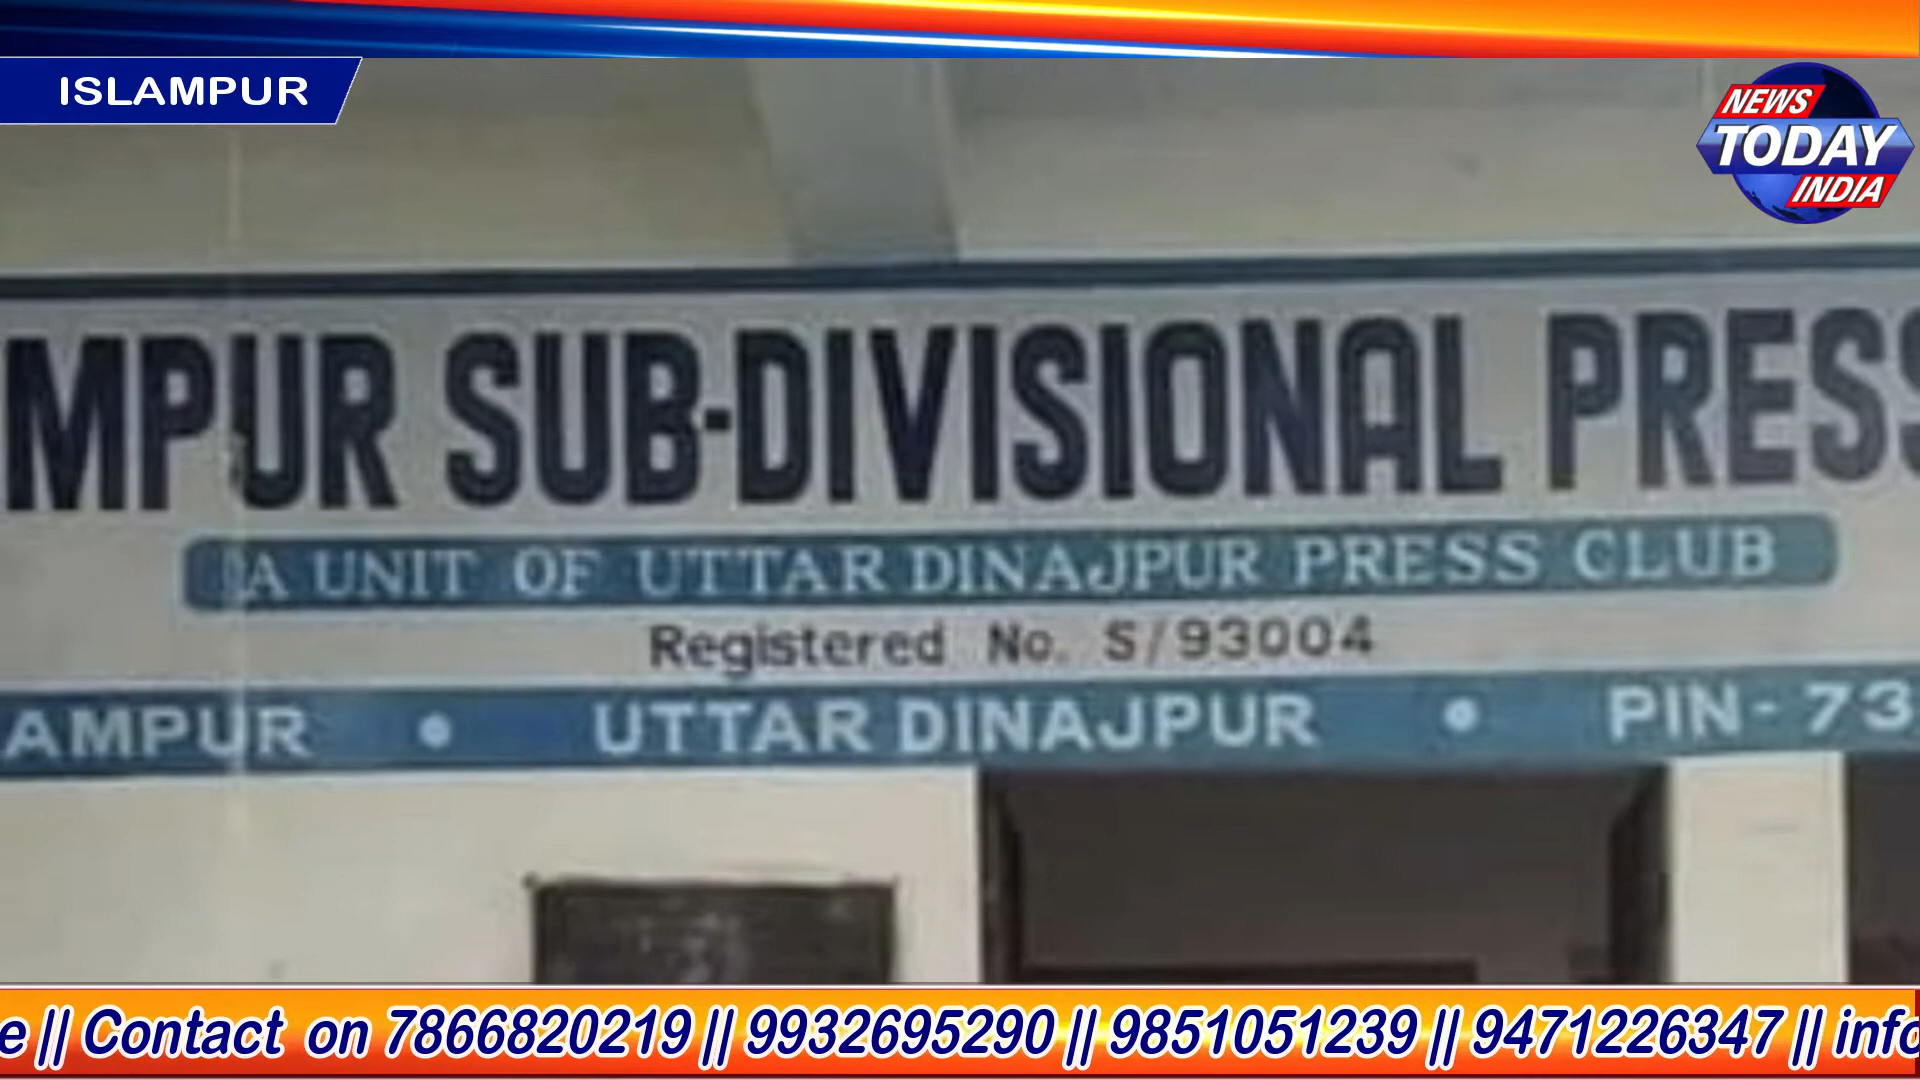 ISLAMPUR
NEWS
TODAY
INDIA
MPUR SUB-DIVISIONAL PRESS
A UNIT OF UTTAR DINAJPUR PRESS CLUB
Registered No. S/93004
AMPUR • UTTAR DINAJPUR • PIN- 73
e || Contact on 7866820219 || 9932695290 || 9851051239 || 9471226347 || info